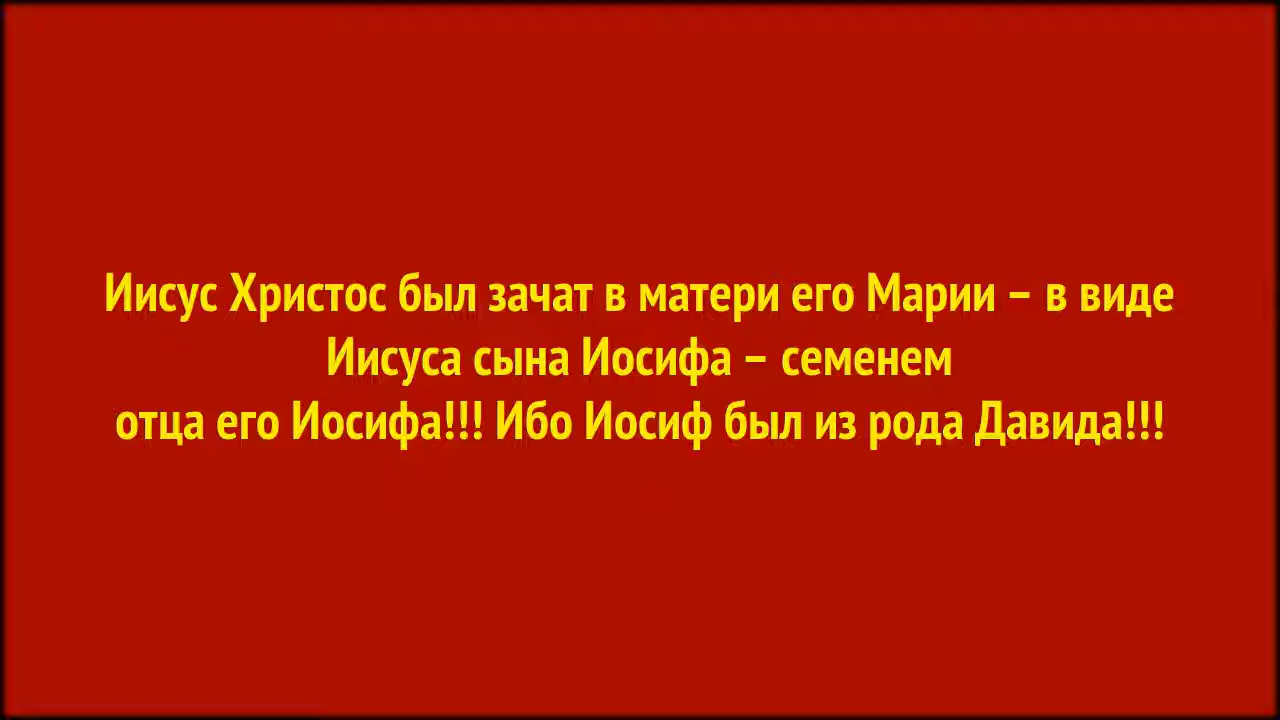 Иисус Христос был зачат в матери его Марии – в виде
Иисуса сына Иосифа – семенем
отца его Иосифа!!! Ибо Иосиф был из рода Давида!!!